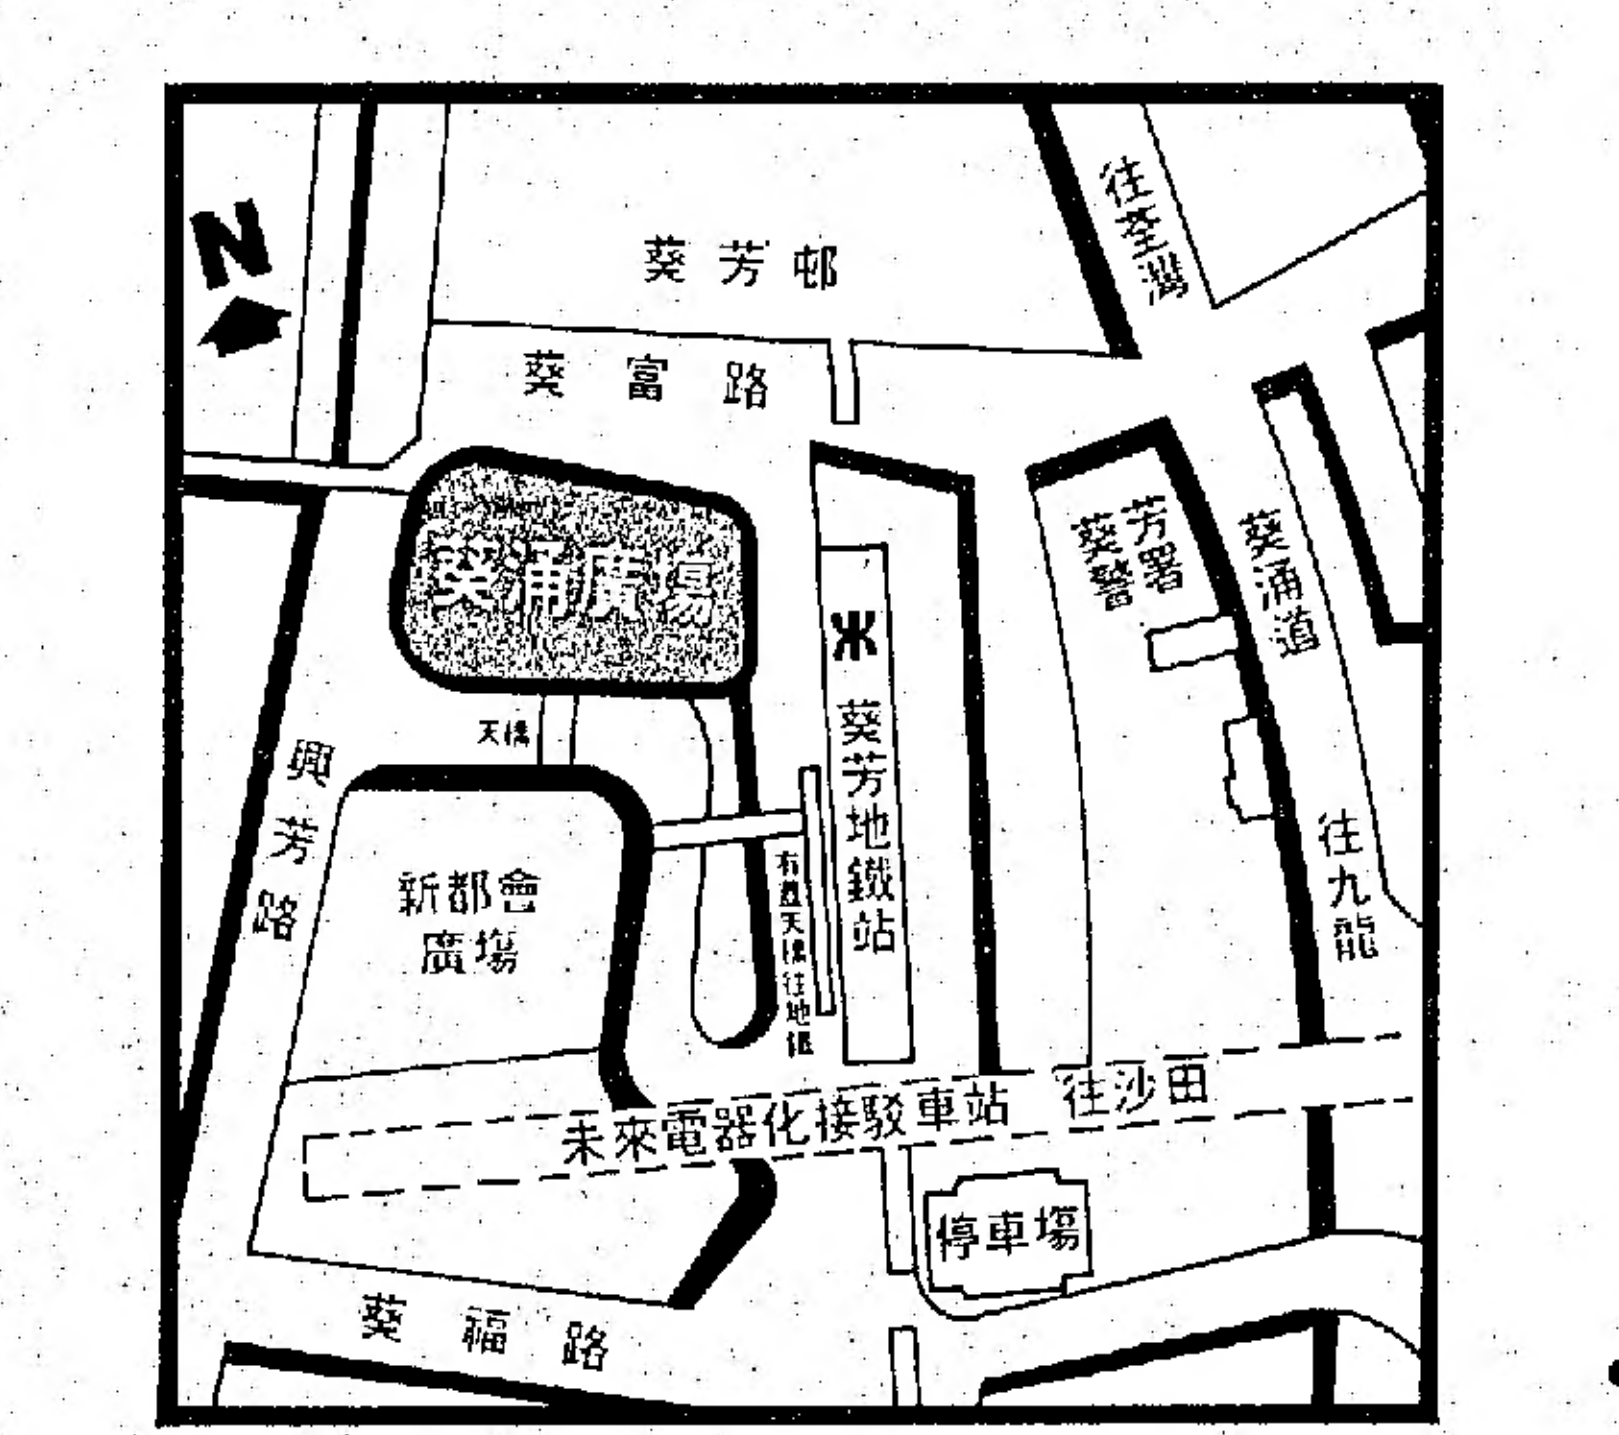 N
往荃灣
葵芳邨
葵富路
葵涌廣場
葵芳
警署
葵涌道
天橋
葵芳地鐵站
興芳路
新都會
廣場
有蓋天橋往地鐵
往九龍
未來電器化接駁車站 往沙田
停車場
葵福路